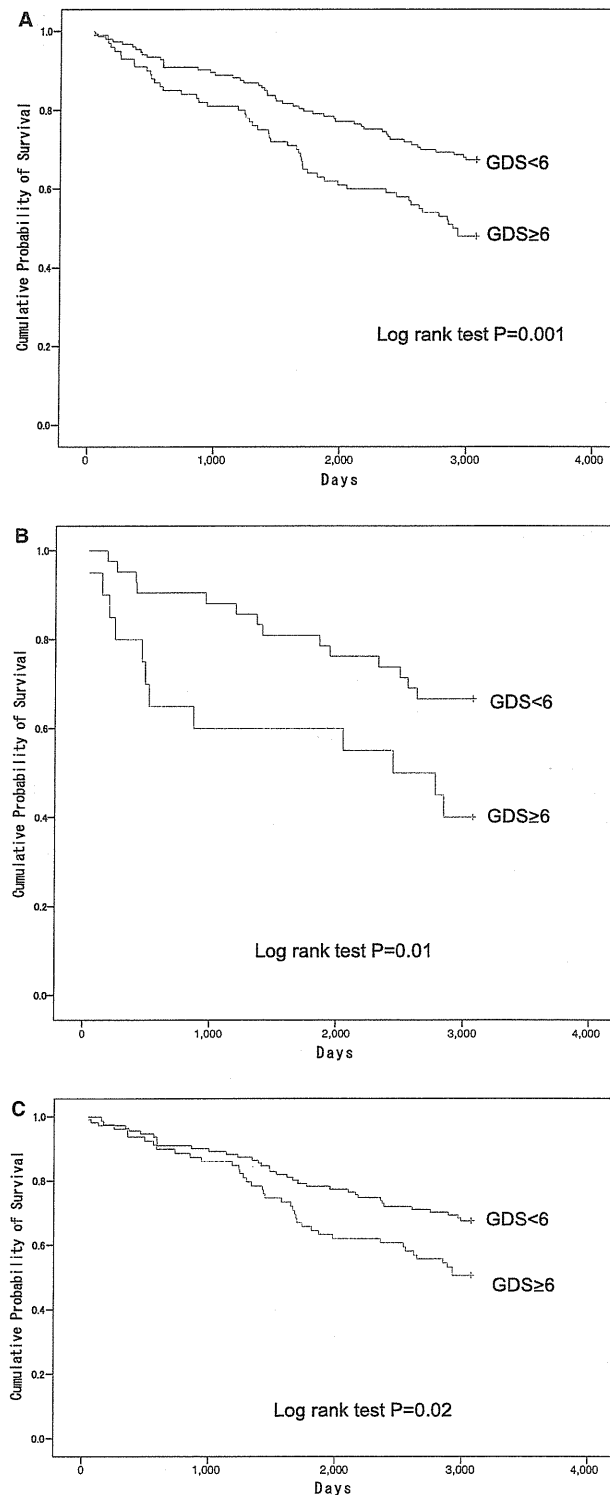 A
Cumulative Probability of Survival
1.0
0.8
0.6
0.4
0.2
0.0
GDS<6
GDS≥6
Log rank test P=0.001
0 1,000 2,000 3,000 4,000
Days
B
Cumulative Probability of Survival
1.0
0.8
0.6
0.4
0.2
0.0
GDS<6
GDS≥6
Log rank test P=0.01
0 1,000 2,000 3,000 4,000
Days
C
Cumulative Probability of Survival
1.0
0.8
0.6
0.4
0.2
0.0
GDS<6
GDS≥6
Log rank test P=0.02
0 1,000 2,000 3,000 4,000
Days